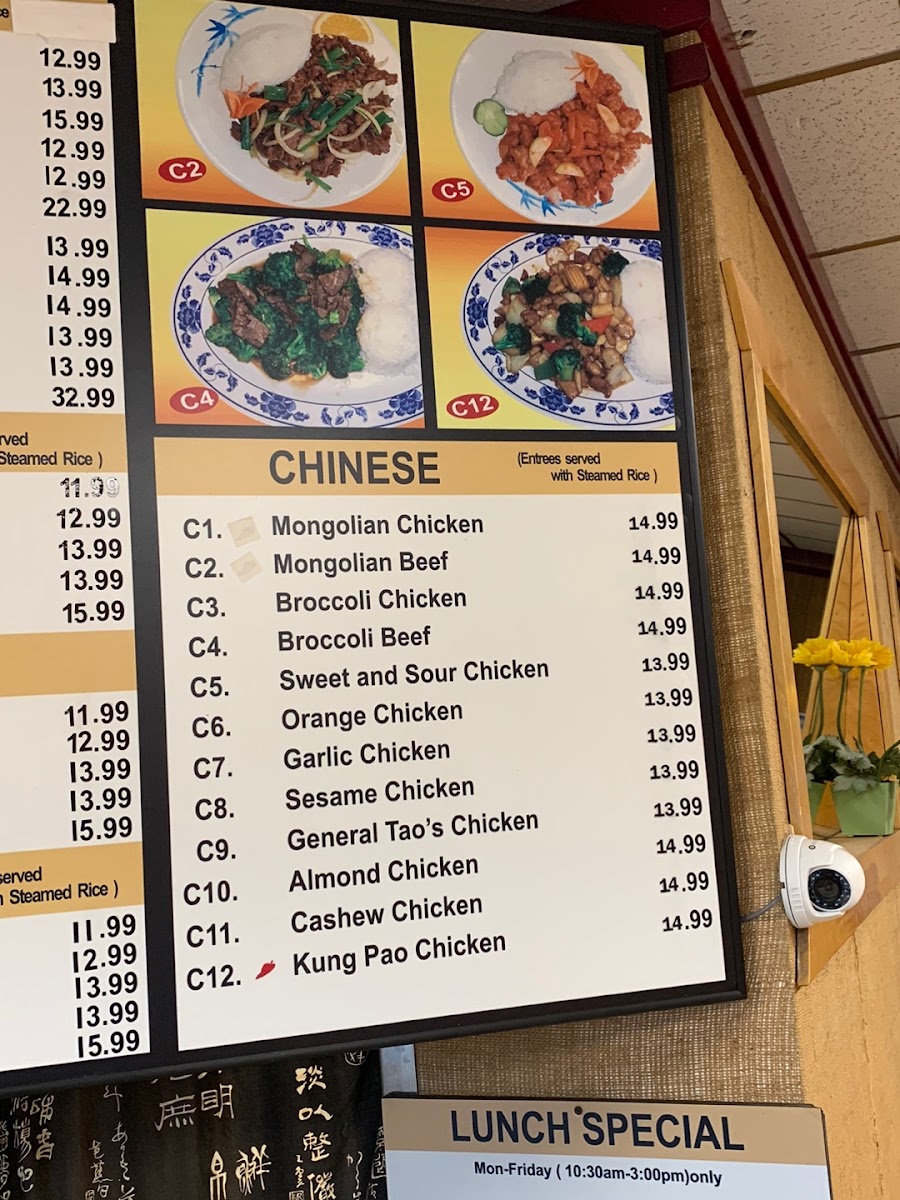 12.99
13.99
15.99
12.99
12.99
22.99
13.99
14.99
14.99
13.99
13.99
32.99
Steamed Rice )
11.99
12.99
13.99
13.99
15.99
11.99
12.99
13.99
13.99
15.99
Steamed Rice )
11.99
12.99
13.99
13.99
15.99
C2
C5
C4
C12
CHINESE
(Entrees served
with Steamed Rice )
C1. Mongolian Chicken 14.99
C2. Mongolian Beef 14.99
C3. Broccoli Chicken 14.99
C4. Broccoli Beef 14.99
C5. Sweet and Sour Chicken 13.99
C6. Orange Chicken 13.99
C7. Garlic Chicken 13.99
C8. Sesame Chicken 13.99
C9. General Tao's Chicken 13.99
C10. Almond Chicken 14.99
C11. Cashew Chicken 14.99
C12. Kung Pao Chicken 14.99
LUNCH SPECIAL
Mon-Friday ( 10:30am-3:00pm)only